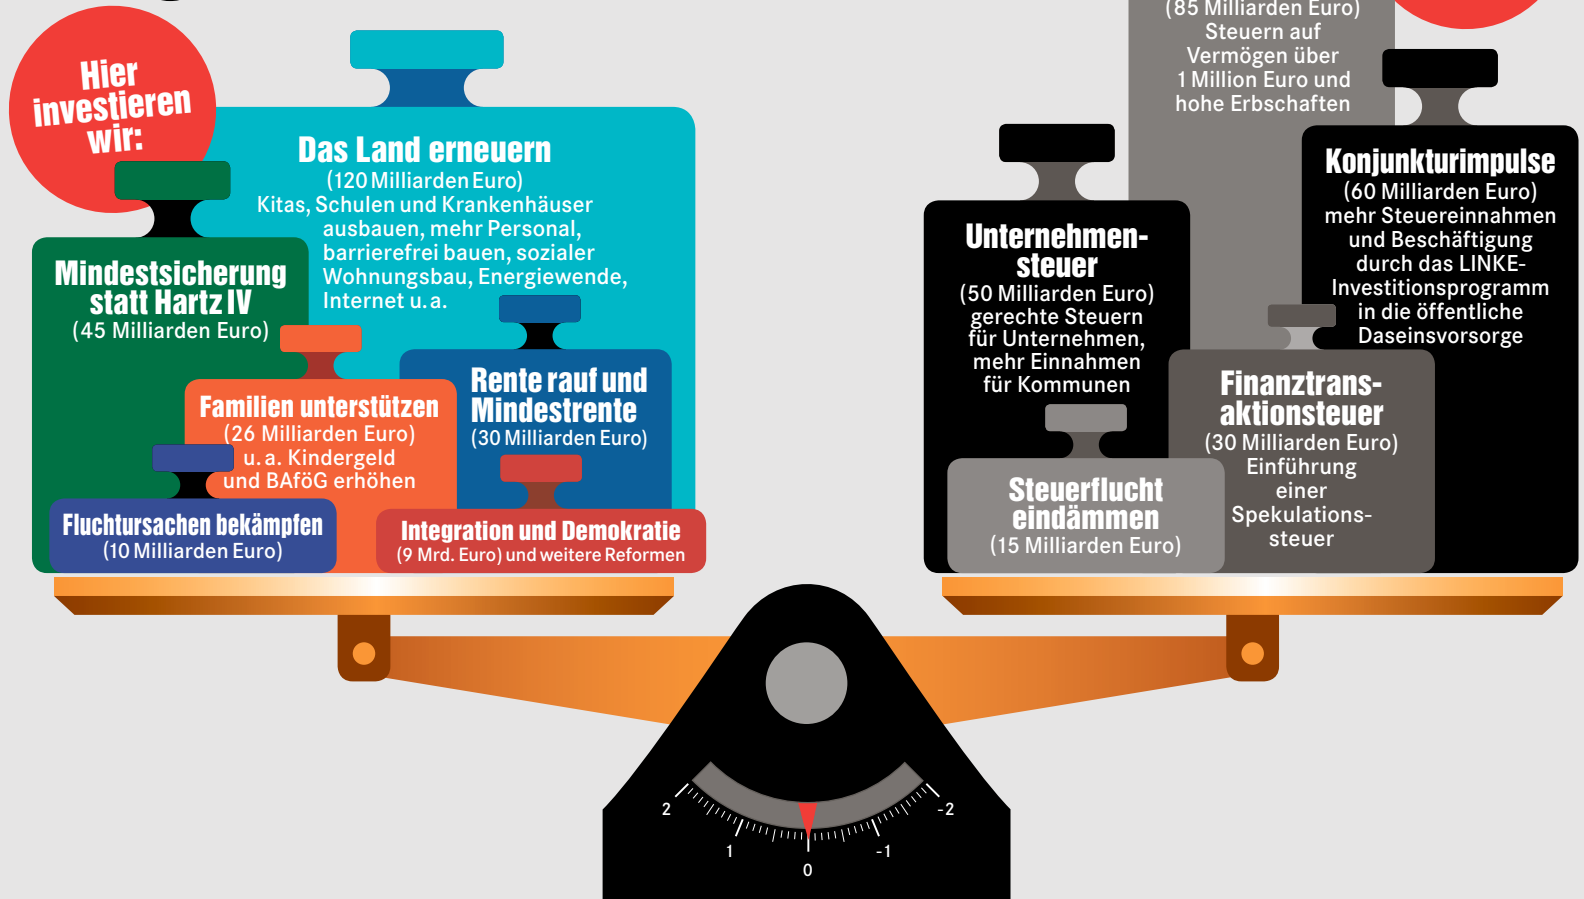 Hier
investieren
wir:
Das Land erneuern
(120 Milliarden Euro)
Kitas, Schulen und Krankenhäuser
ausbauen, mehr Personal,
barrierefrei bauen, sozialer
Wohnungsbau, Energiewende,
Internet u. a.
Mindestsicherung
statt Hartz IV
(45 Milliarden Euro)
Familien unterstützen
(26 Milliarden Euro)
u. a. Kindergeld
und BAföG erhöhen
Rente rauf und
Mindestrente
(30 Milliarden Euro)
Fluchtursachen bekämpfen
(10 Milliarden Euro)
Integration und Demokratie
(9 Mrd. Euro) und weitere Reformen
(85 Milliarden Euro)
Steuern auf
Vermögen über
1 Million Euro und
hohe Erbschaften
Unternehmen-
steuer
(50 Milliarden Euro)
gerechte Steuern
für Unternehmen,
mehr Einnahmen
für Kommunen
Konjunkturimpulse
(60 Milliarden Euro)
mehr Steuereinnahmen
und Beschäftigung
durch das LINKE-
Investitionsprogramm
in die öffentliche
Daseinsvorsorge
Finanztrans-
aktionsteuer
(30 Milliarden Euro)
Einführung
einer
Spekulations-
steuer
Steuerflucht
eindämmen
(15 Milliarden Euro)
2
1
0
-1
-2